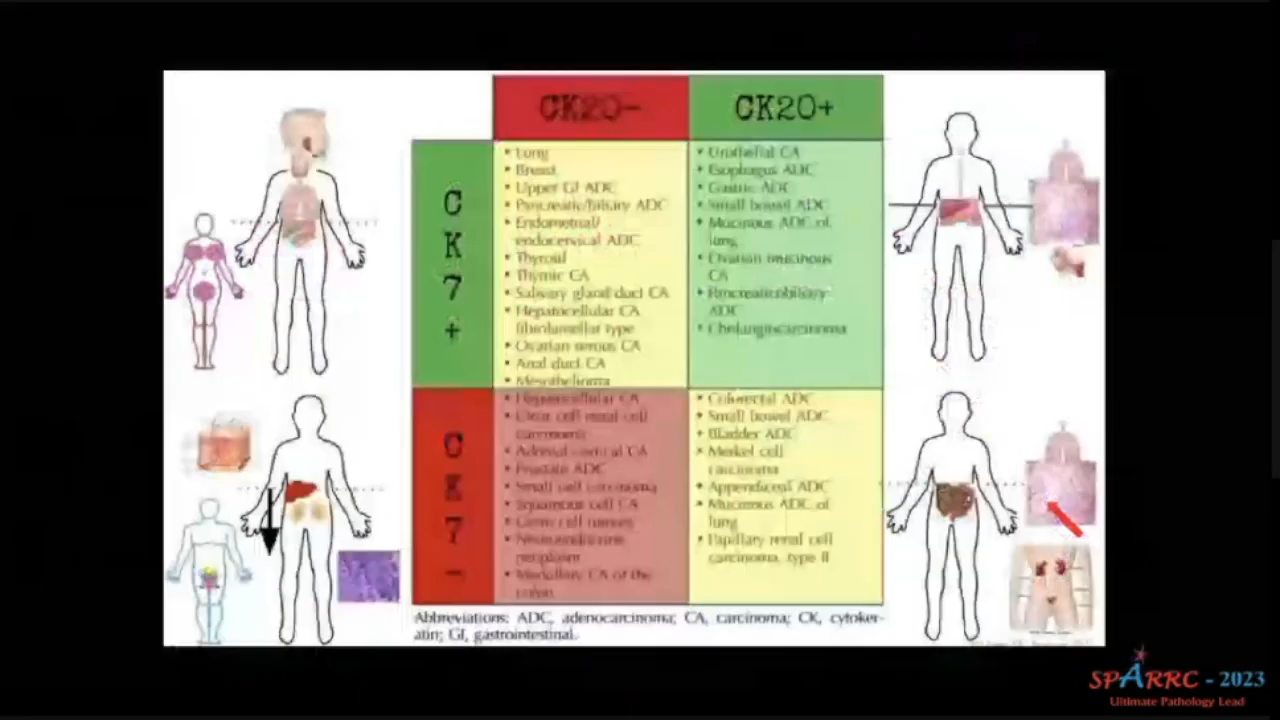 CK20-
CK20+
C
K
7
+
• Lung
• Breast
• Upper GI ADC
• Pancreatic/biliary ADC
• Endometrial/
endocervical ADC
• Thyroid
• Thymic CA
• Salivary gland duct CA
• Hepatocellular CA
fibrolamellar type
• Ovarian serous CA
• Anal duct CA
• Mesothelioma
• Urothelial CA
• Esophagus ADC
• Gastric ADC
• Small bowel ADC
• Mucinous ADC of
lung
• Ovarian mucinous
CA
• Pancreaticobiliary
ADC
• Cholangiocarcinoma
C
K
7
-
• Hepatocellular CA
• Clear cell renal cell
carcinoma
• Adrenal cortical CA
• Prostate ADC
• Small cell carcinoma
• Squamous cell CA
• Germ cell tumors
• Neuroendocrine
neoplasm
• Medullary CA of the
colon
• Colorectal ADC
• Small bowel ADC
• Bladder ADC
• Merkel cell
carcinoma
• Appendiceal ADC
• Mucinous ADC of
lung
• Papillary renal cell
carcinoma, type II
Abbreviations: ADC, adenocarcinoma; CA, carcinoma; CK, cytoker-
atin; GI, gastrointestinal.
SPARRC - 2023
Ultimate Pathology Lead